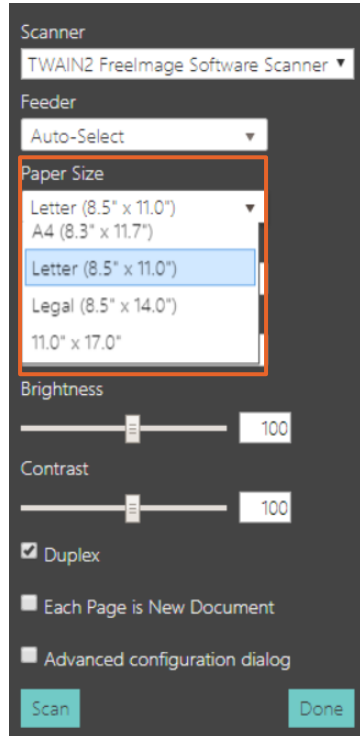 Scanner
TWAIN2 FreeImage Software Scanner
Feeder
Auto-Select
Paper Size
Letter (8.5" x 11.0")
A4 (8.3" x 11.7")
Letter (8.5" x 11.0")
Legal (8.5" x 14.0")
11.0" x 17.0"
Brightness
100
Contrast
100
Duplex
Each Page is New Document
Advanced configuration dialog
Scan Done